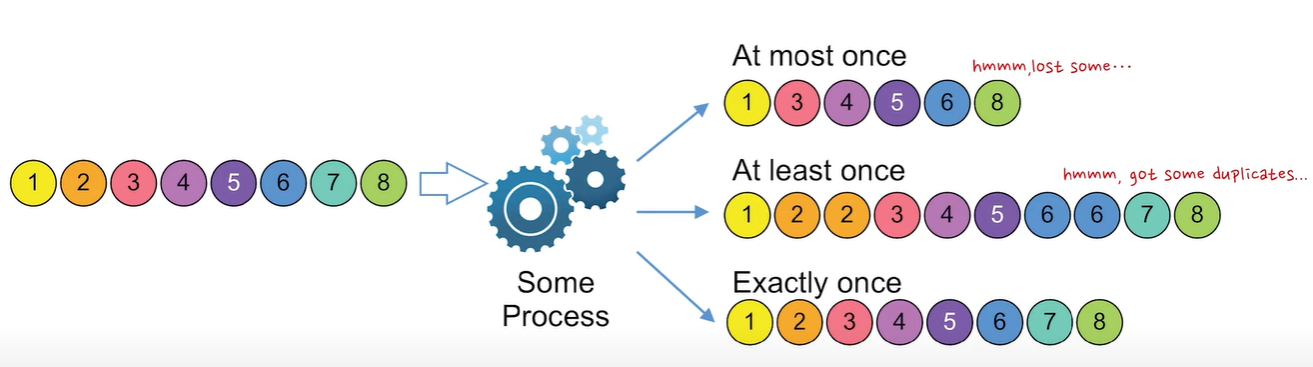 1 2 3 4 5 6 7 8
Some
Process
At most once
hmmm,lost some...
1 3 4 5 6 8
At least once
hmmm, got some duplicates...
1 2 2 3 4 5 6 6 7 8
Exactly once
1 2 3 4 5 6 7 8